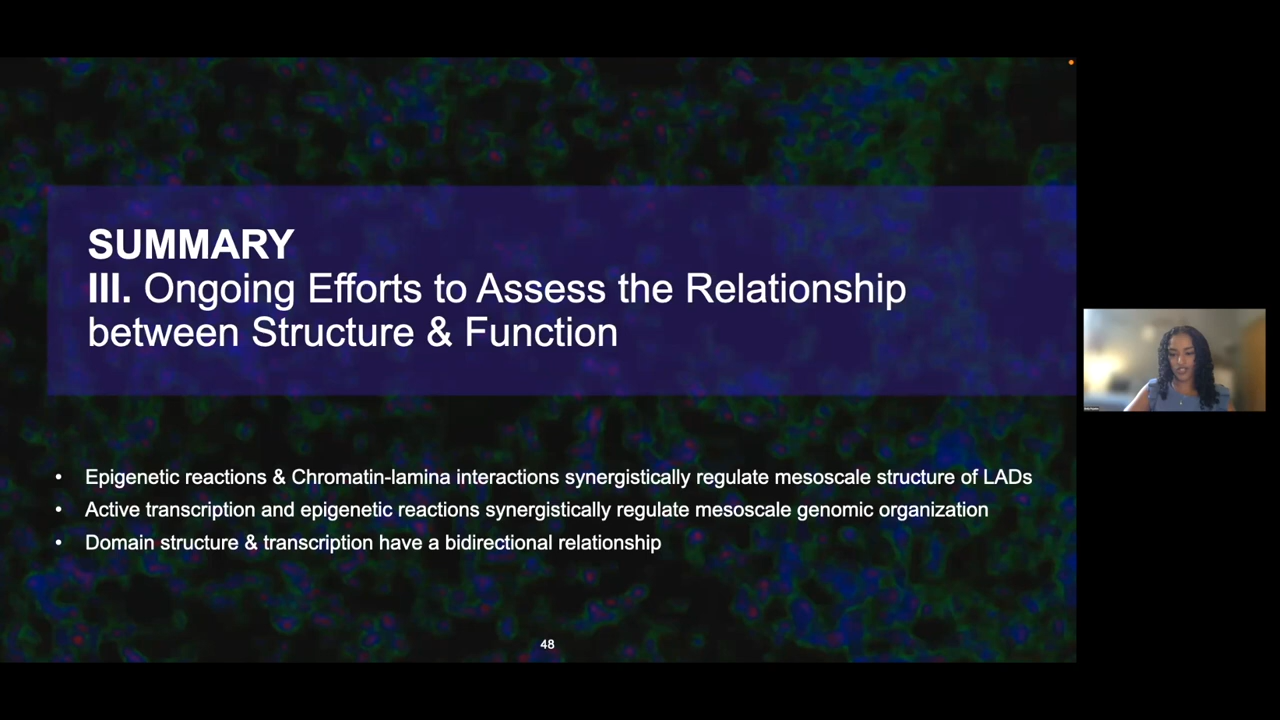 SUMMARY
III. Ongoing Efforts to Assess the Relationship
between Structure & Function
• Epigenetic reactions & Chromatin-lamina interactions synergistically regulate mesoscale structure of LADs
• Active transcription and epigenetic reactions synergistically regulate mesoscale genomic organization
• Domain structure & transcription have a bidirectional relationship
48